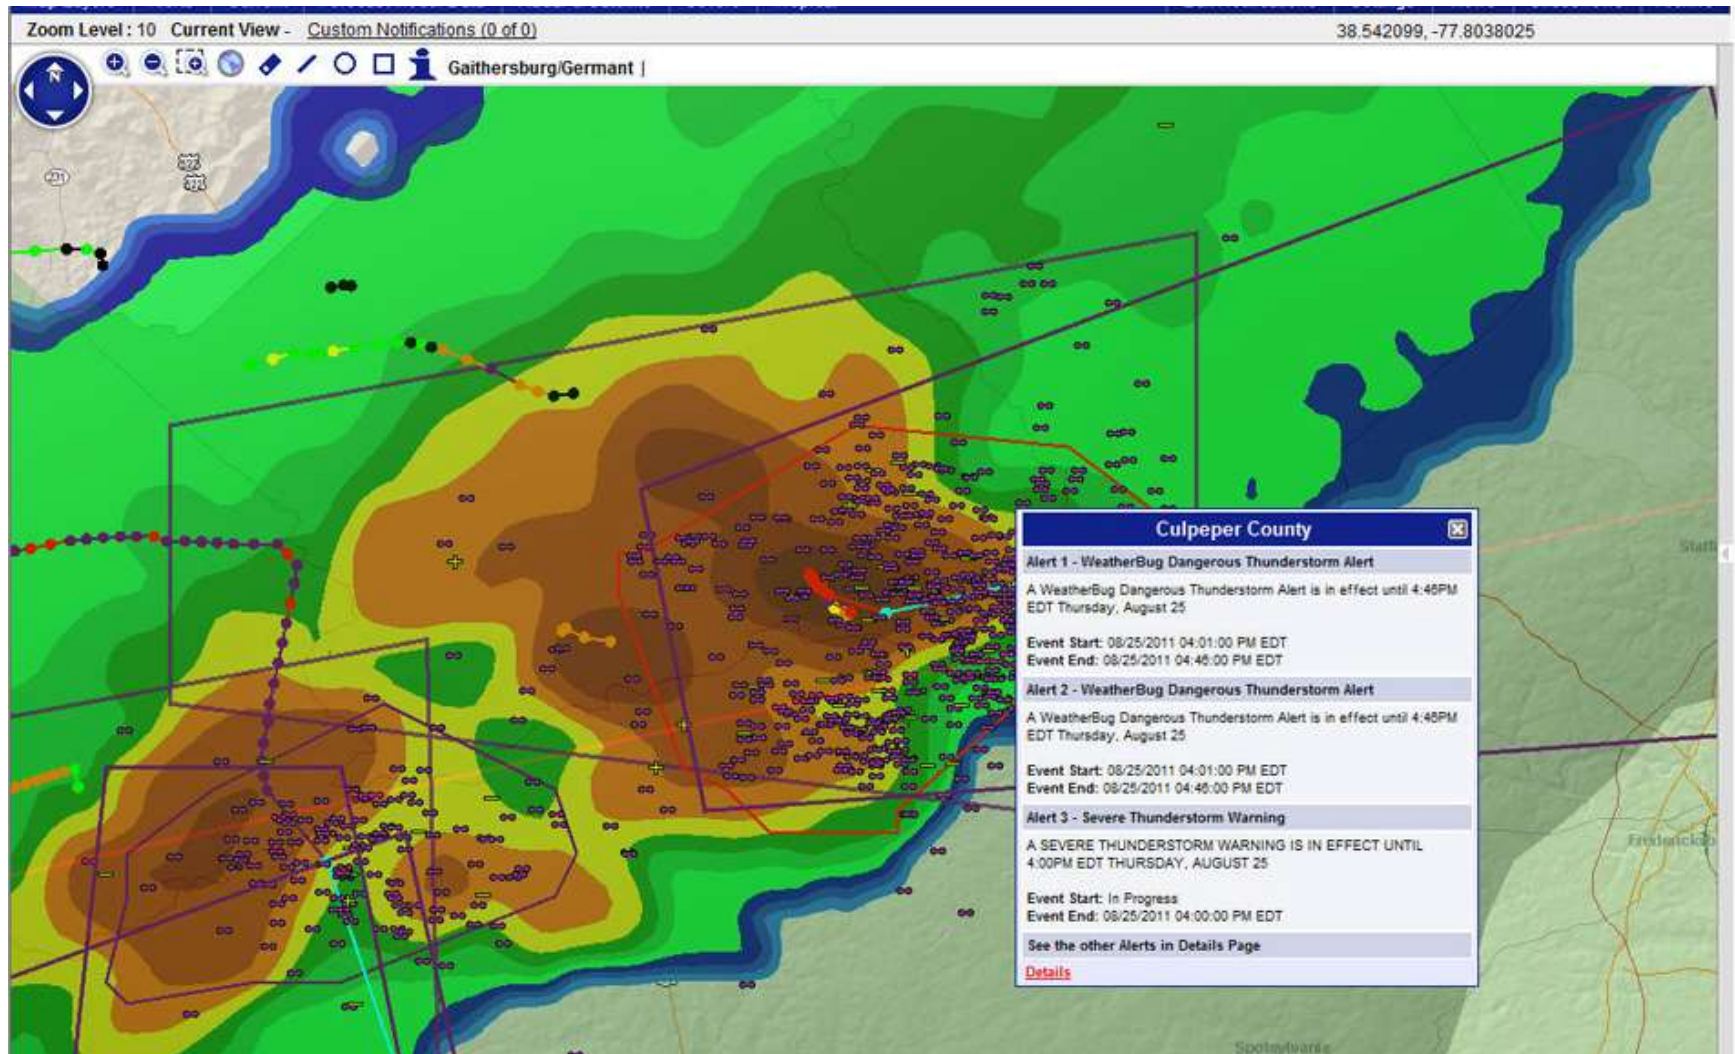 Zoom Level : 10 Current View - Custom Notifications (0 of 0)
38.542099, -77.8038025
N
Gaithersburg/Germant |
231
522
522
Culpeper County
Alert 1 - WeatherBug Dangerous Thunderstorm Alert
A WeatherBug Dangerous Thunderstorm Alert is in effect until 4:46PM
EDT Thursday, August 25
Event Start: 08/25/2011 04:01:00 PM EDT
Event End: 08/25/2011 04:46:00 PM EDT
Alert 2 - WeatherBug Dangerous Thunderstorm Alert
A WeatherBug Dangerous Thunderstorm Alert is in effect until 4:46PM
EDT Thursday, August 25
Event Start: 08/25/2011 04:01:00 PM EDT
Event End: 08/25/2011 04:46:00 PM EDT
Alert 3 - Severe Thunderstorm Warning
A SEVERE THUNDERSTORM WARNING IS IN EFFECT UNTIL
4:00PM EDT THURSDAY, AUGUST 25
Event Start: In Progress
Event End: 08/25/2011 04:00:00 PM EDT
See the other Alerts in Details Page
Details
Spotsylvania